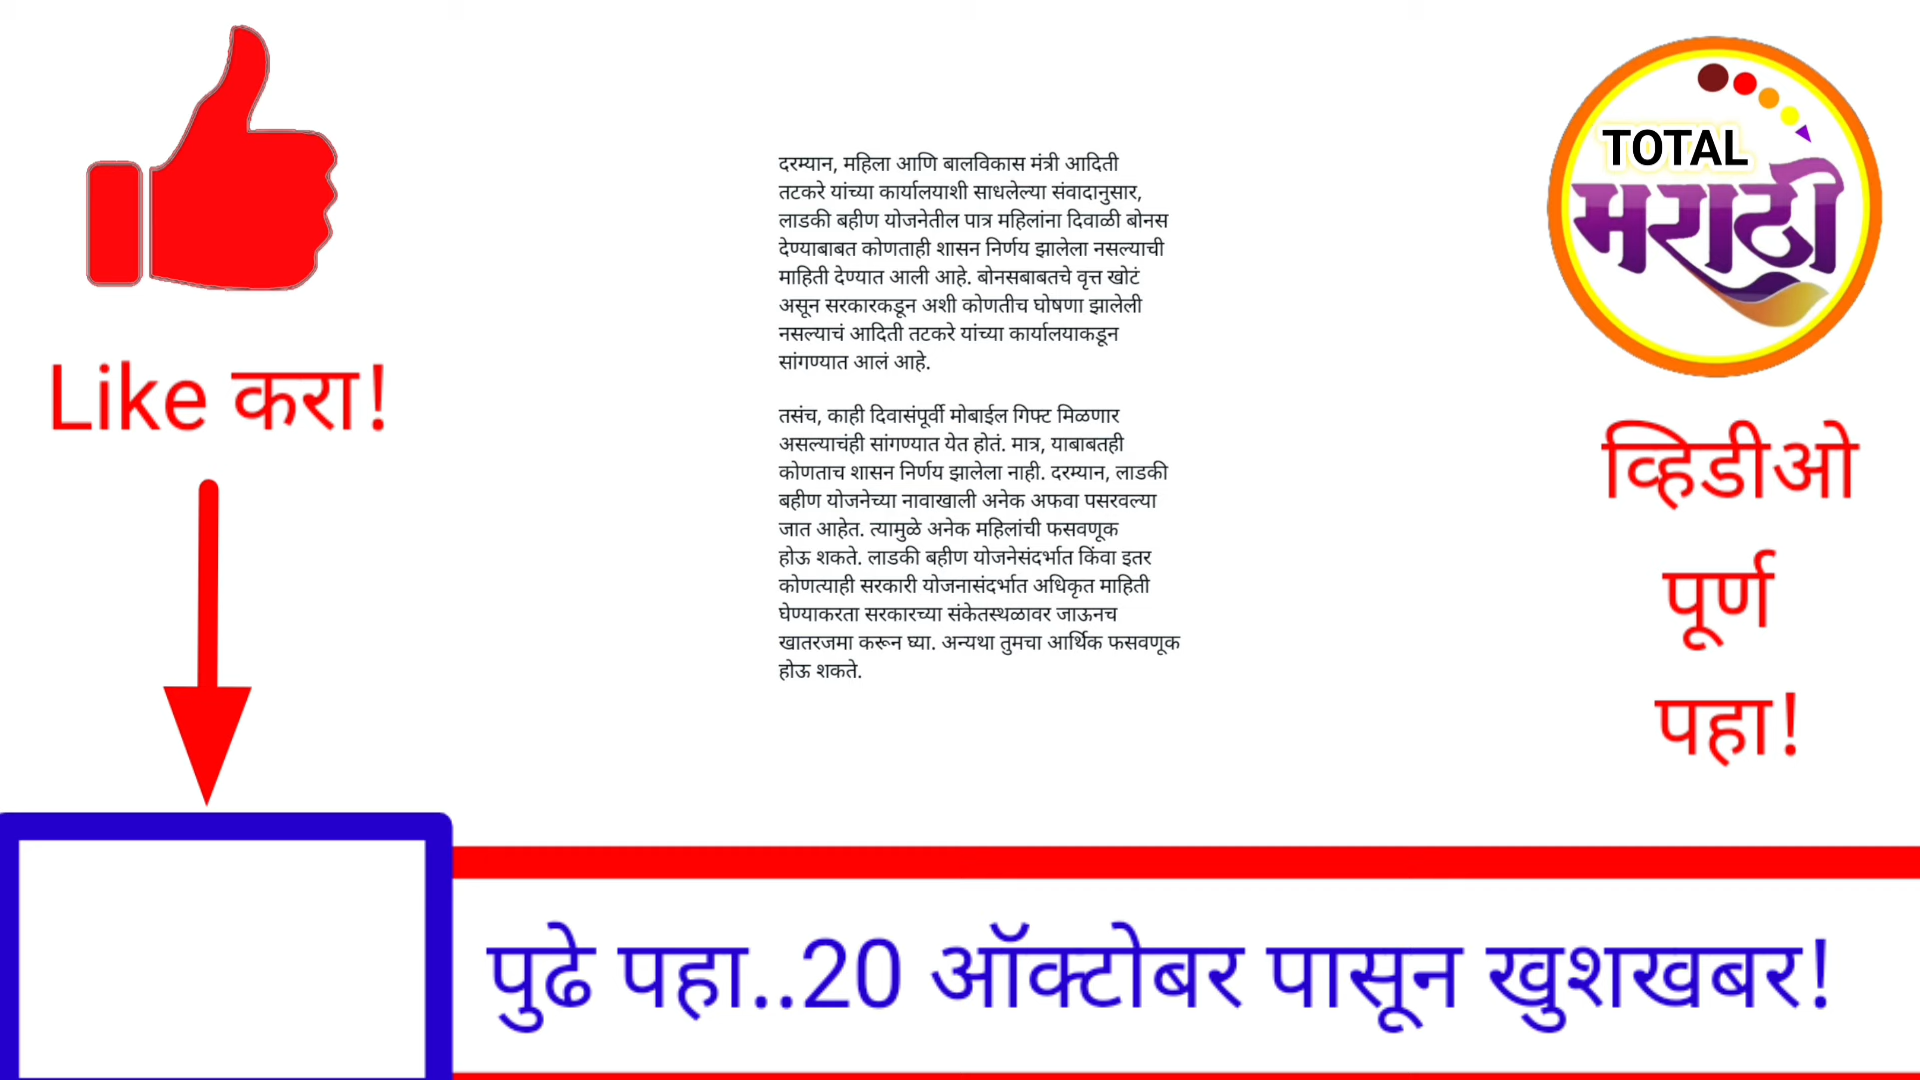 Like करा!
दरम्यान, महिला आणि बालविकास मंत्री आदिती
तटकरे यांच्या कार्यालयाशी साधलेल्या संवादानुसार,
लाडकी बहीण योजनेतील पात्र महिलांना दिवाळी बोनस
देण्याबाबत कोणताही शासन निर्णय झालेला नसल्याची
माहिती देण्यात आली आहे. बोनसबाबतचे वृत्त खोटं
असून सरकारकडून अशी कोणतीच घोषणा झालेली
नसल्याचं आदिती तटकरे यांच्या कार्यालयाकडून
सांगण्यात आलं आहे.
तसंच, काही दिवासंपूर्वी मोबाईल गिफ्ट मिळणार
असल्याचंही सांगण्यात येत होतं. मात्र, याबाबतही
कोणताच शासन निर्णय झालेला नाही. दरम्यान, लाडकी
बहीण योजनेच्या नावाखाली अनेक अफवा पसरवल्या
जात आहेत. त्यामुळे अनेक महिलांची फसवणूक
होऊ शकते. लाडकी बहीण योजनेसंदर्भात किंवा इतर
कोणत्याही सरकारी योजनासंदर्भात अधिकृत माहिती
घेण्याकरता सरकारच्या संकेतस्थळावर जाऊनच
खातरजमा करून घ्या. अन्यथा तुमचा आर्थिक फसवणूक
होऊ शकते.
TOTAL
मराठी
व्हिडीओ
पूर्ण
पहा!
पुढे पहा..20 ऑक्टोबर पासून खुशखबर!